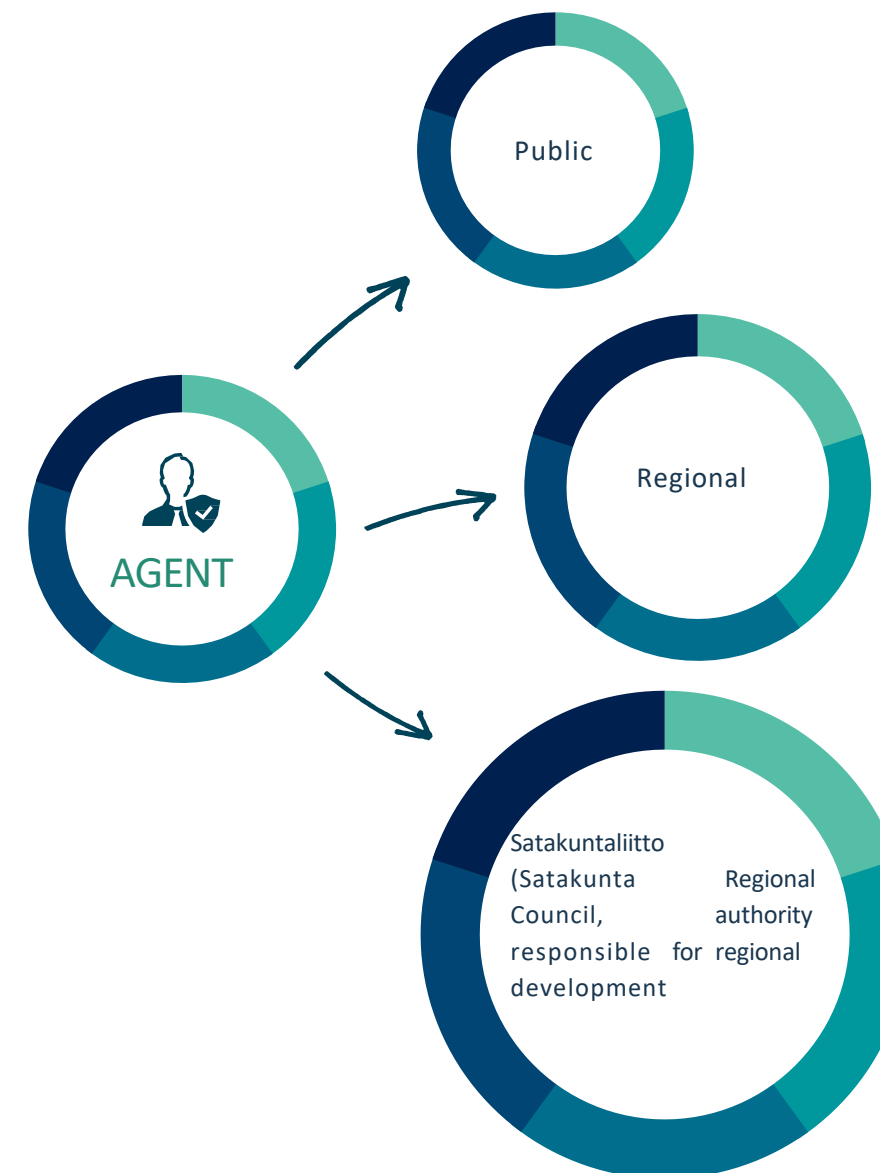 Public
Regional
AGENT
Satakuntaliitto
(Satakunta Regional
Council, authority
responsible for regional
development